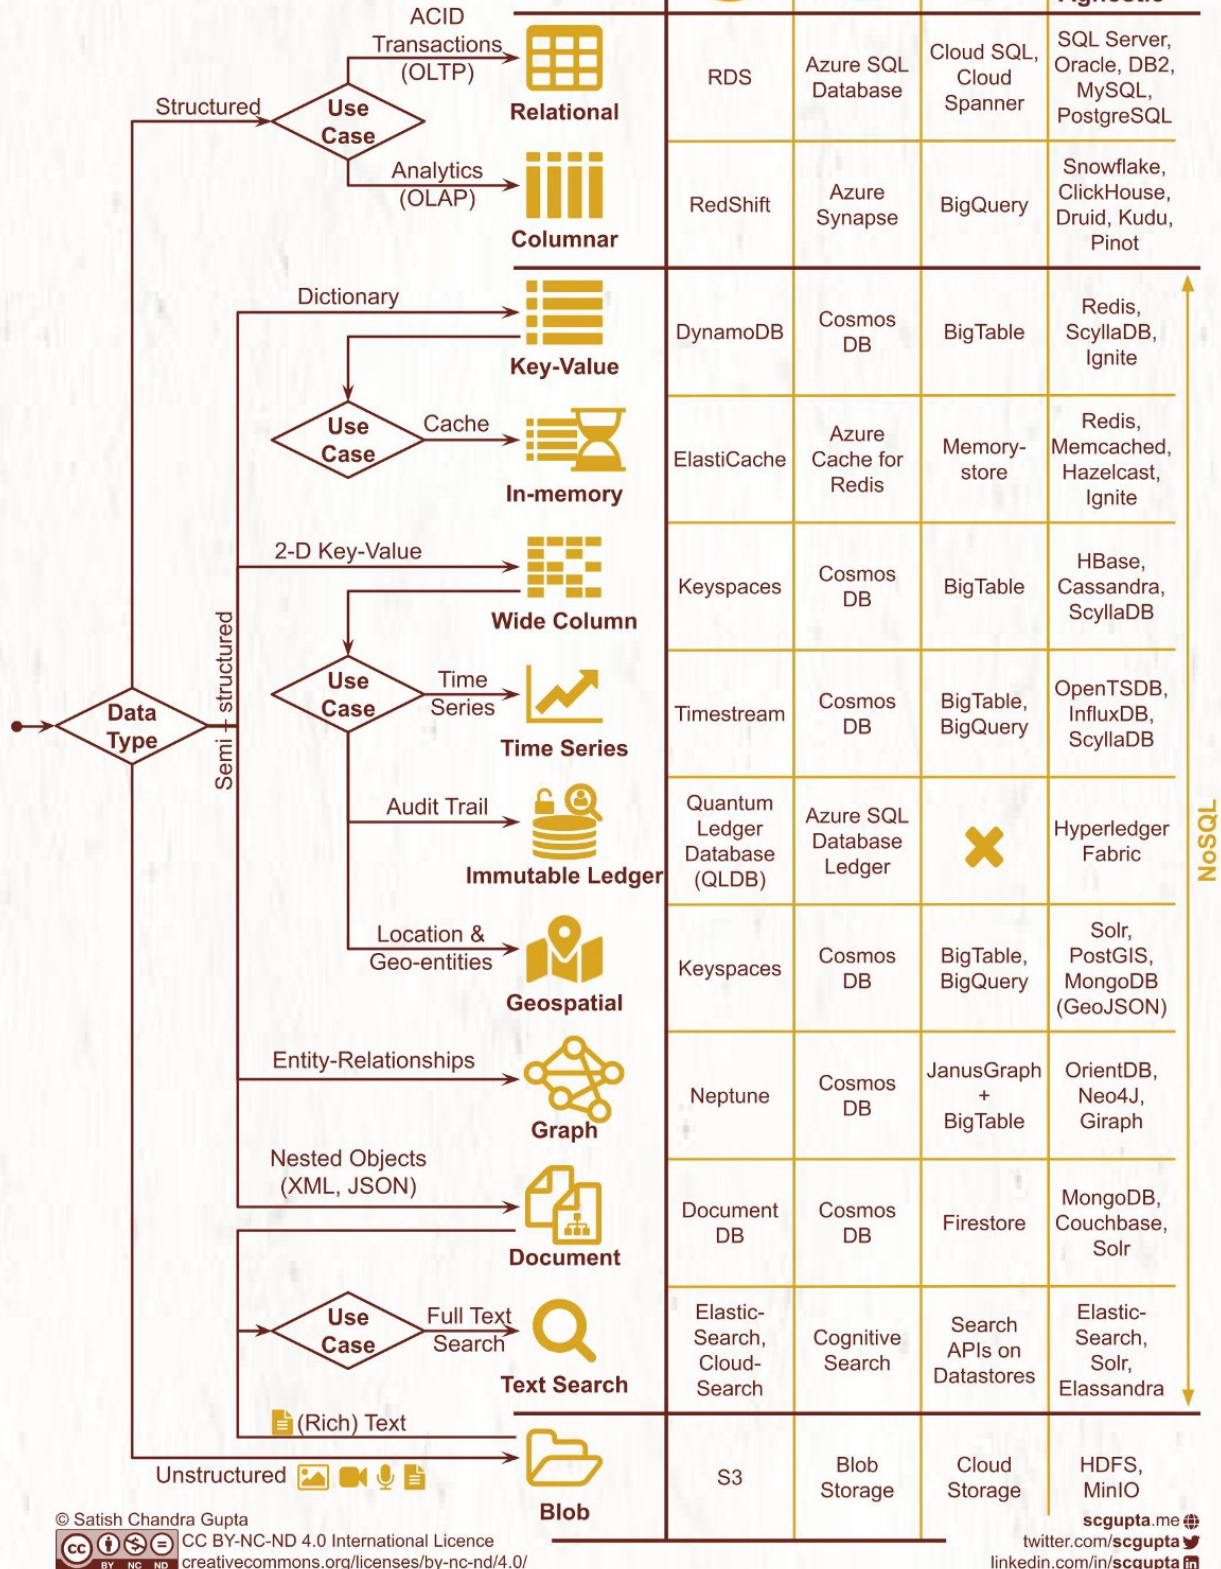 Agnostic
ACID
Transactions
(OLTP)
Structured
Use
Case
Relational
RDS
Azure SQL
Database
Cloud SQL,
Cloud
Spanner
SQL Server,
Oracle, DB2,
MySQL,
PostgreSQL
Analytics
(OLAP)
Columnar
RedShift
Azure
Synapse
BigQuery
Snowflake,
ClickHouse,
Druid, Kudu,
Pinot
Dictionary
Key-Value
DynamoDB
Cosmos
DB
BigTable
Redis,
ScyllaDB,
Ignite
Use
Case
Cache
In-memory
ElastiCache
Azure
Cache for
Redis
Memory-
store
Redis,
Memcached,
Hazelcast,
Ignite
2-D Key-Value
Wide Column
Keyspaces
Cosmos
DB
BigTable
HBase,
Cassandra,
ScyllaDB
Data
Type
Semi - structured
Use
Case
Time
Series
Time Series
Timestream
Cosmos
DB
BigTable,
BigQuery
OpenTSDB,
InfluxDB,
ScyllaDB
Audit Trail
Immutable Ledger
Quantum
Ledger
Database
(QLDB)
Azure SQL
Database
Ledger
Hyperledger
Fabric
NoSQL
Location &
Geo-entities
Geospatial
Keyspaces
Cosmos
DB
BigTable,
BigQuery
Solr,
PostGIS,
MongoDB
(GeoJSON)
Entity-Relationships
Graph
Neptune
Cosmos
DB
JanusGraph
+
BigTable
OrientDB,
Neo4J,
Giraph
Nested Objects
(XML, JSON)
Document
Document
DB
Cosmos
DB
Firestore
MongoDB,
Couchbase,
Solr
Use
Case
Full Text
Search
Text Search
Elastic-
Search,
Cloud-
Search
Cognitive
Search
Search
APIs on
Datastores
Elastic-
Search,
Solr,
Elassandra
(Rich) Text
Unstructured
Blob
S3
Blob
Storage
Cloud
Storage
HDFS,
MinIO
© Satish Chandra Gupta
CC BY-NC-ND 4.0 International Licence
creativecommons.org/licenses/by-nc-nd/4.0/
cc
BY NC ND
scgupta.me
twitter.com/scgupta
linkedin.com/in/scgupta